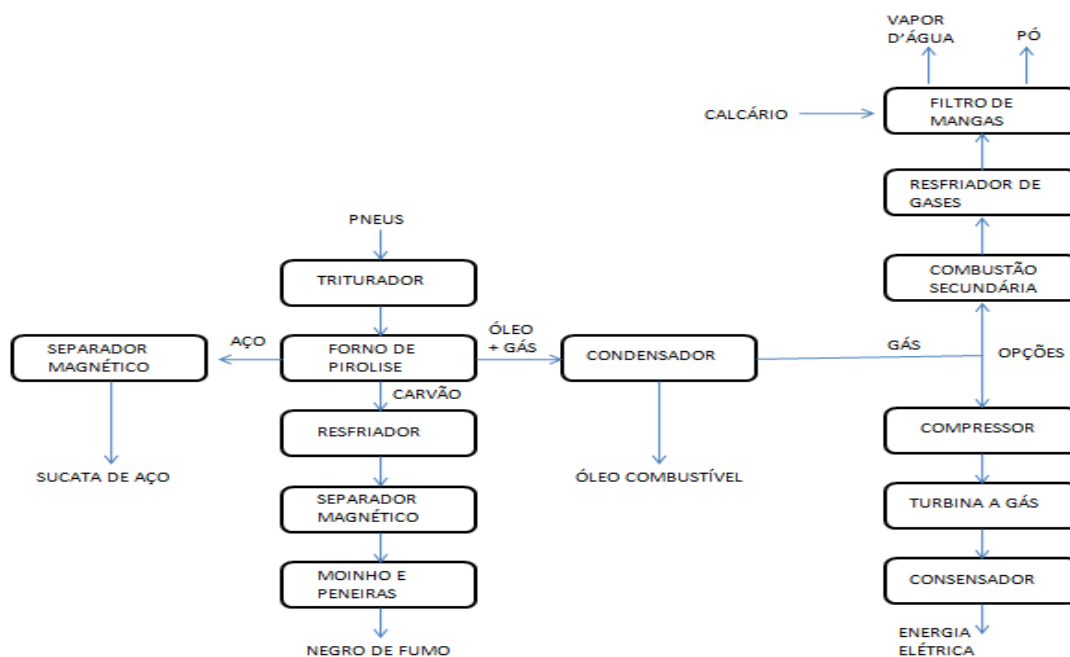 VAPOR
D'ÁGUA
PÓ
CALCÁRIO
FILTRO DE
MANGAS
RESFRIADOR DE
GASES
PNEUS
TRITURADOR
COMBUSTÃO
SECUNDÁRIA
SEPARADOR
MAGNÉTICO
AÇO
FORNO DE
PIROLISE
ÓLEO
+ GÁS
CONDENSADOR
GÁS
OPÇÕES
CARVÃO
RESFRIADOR
COMPRESSOR
SUCATA DE AÇO
ÓLEO COMBUSTÍVEL
SEPARADOR
MAGNÉTICO
TURBINA A GÁS
MOINHO E
PENEIRAS
CONSENSADOR
NEGRO DE FUMO
ENERGIA
ELÉTRICA